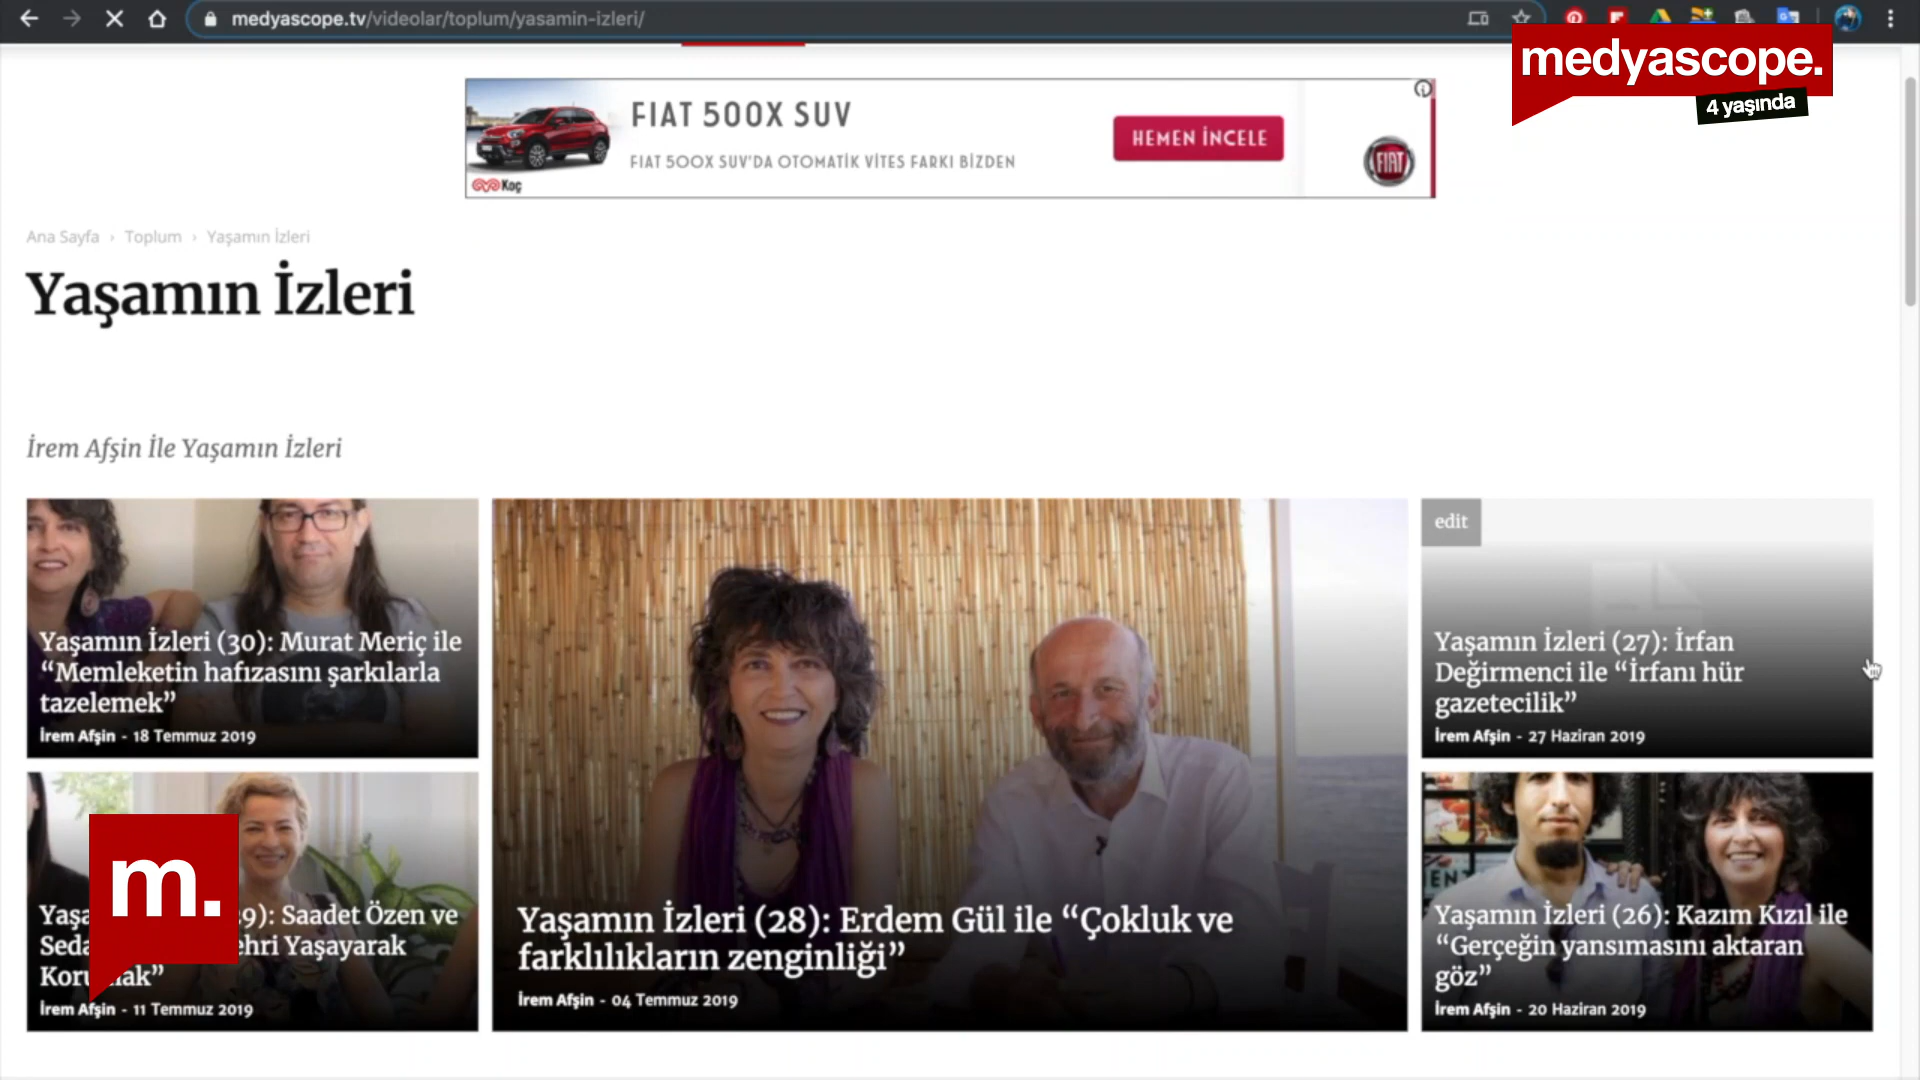 medyascope.tv/videolar/toplum/yasamin-izleri/
medyascope.
4 yaşında
FIAT 500X SUV
FIAT 500X SUV'DA OTOMATİK VİTES FARKI BİZDEN
HEMEN İNCELE
FIAT
Koç
Ana Sayfa › Toplum › Yaşamın İzleri
Yaşamın İzleri
İrem Afşin İle Yaşamın İzleri
Yaşamın İzleri (30): Murat Meriç ile
“Memleketin hafızasını şarkılarla
tazelemek”
İrem Afşin - 18 Temmuz 2019
9): Saadet Özen ve
Yaşayarak
İrem Afşin - 11 Temmuz 2019
m.
Yaşamın İzleri (28): Erdem Gül ile “Çokluk ve
farklılıkların zenginliği”
İrem Afşin - 04 Temmuz 2019
edit
Yaşamın İzleri (27): İrfan
Değirmenci ile “İrfanı hür
gazetecilik”
İrem Afşin - 27 Haziran 2019
Yaşamın İzleri (26): Kazım Kızıl ile
“Gerçeğin yansımasını aktaran
göz”
İrem Afşin - 20 Haziran 2019